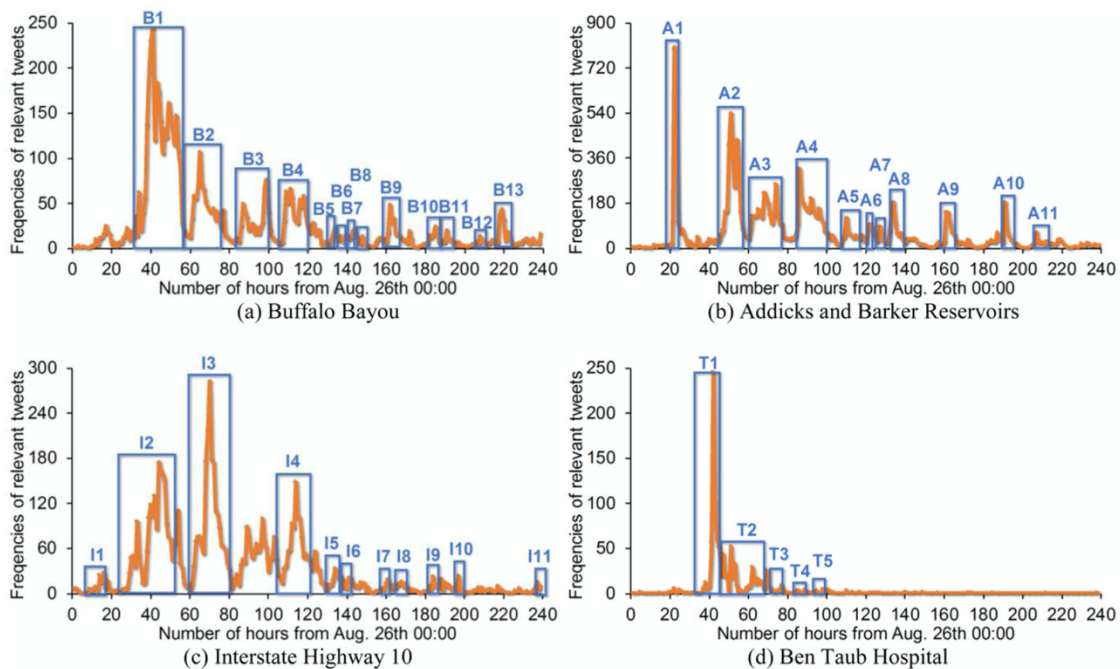 Freqencies of relevant tweets
250
200
150
100
50
0
B1
B2
B3
B4
B5
B6
B7
B8
B9
B10
B11
B12
B13
0 20 40 60 80 100 120 140 160 180 200 220 240
Number of hours from Aug. 26th 00:00
(a) Buffalo Bayou
Freqencies of relevant tweets
900
720
540
360
180
0
A1
A2
A3
A4
A5
A6
A7
A8
A9
A10
A11
0 20 40 60 80 100 120 140 160 180 200 220 240
Number of hours from Aug. 26th 00:00
(b) Addicks and Barker Reservoirs
Freqencies of relevant tweets
300
240
180
120
60
0
I1
I2
I3
I4
I5
I6
I7
I8
I9
I10
I11
0 20 40 60 80 100 120 140 160 180 200 220 240
Number of hours from Aug. 26th 00:00
(c) Interstate Highway 10
Freqencies of relevant tweets
250
200
150
100
50
0
T1
T2
T3
T4
T5
0 20 40 60 80 100 120 140 160 180 200 220 240
Number of hours from Aug. 26th 00:00
(d) Ben Taub Hospital